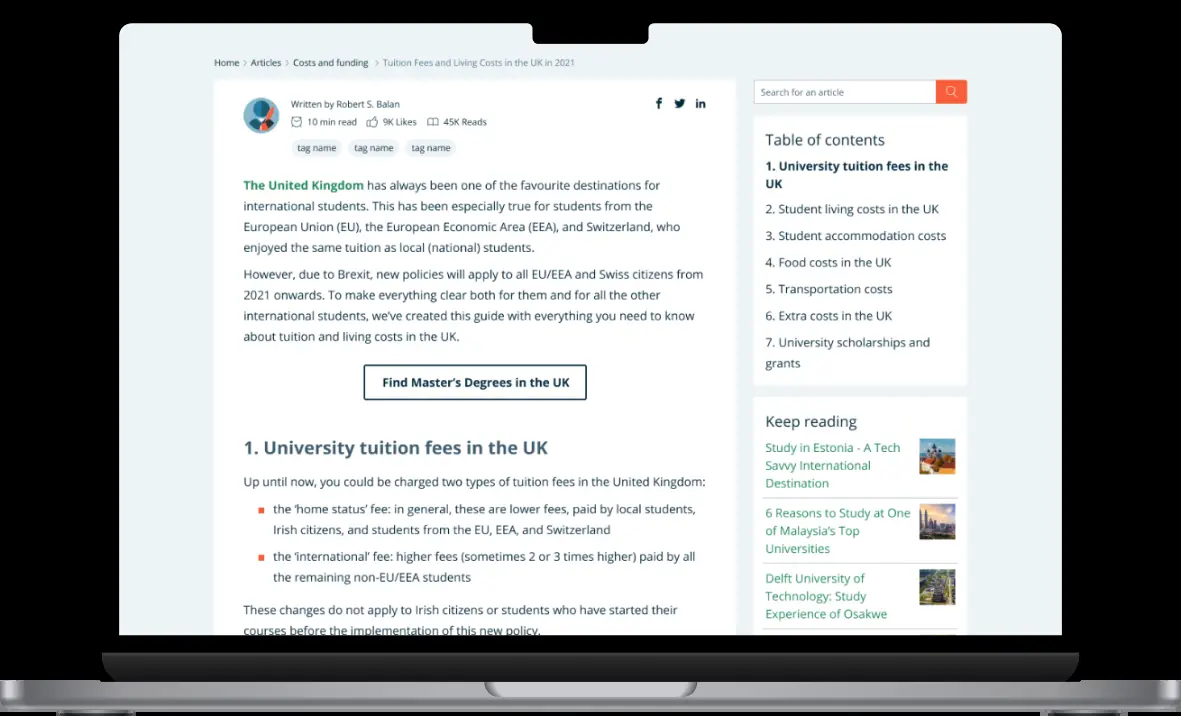 Home > Articles > Costs and funding > Tuition Fees and Living Costs in the UK in 2021
Written by Robert S. Balan
10 min read 9K Likes 45K Reads
tag name tag name tag name
The United Kingdom has always been one of the favourite destinations for
international students. This has been especially true for students from the
European Union (EU), the European Economic Area (EEA), and Switzerland, who
enjoyed the same tuition as local (national) students.
However, due to Brexit, new policies will apply to all EU/EEA and Swiss citizens from
2021 onwards. To make everything clear both for them and for all the other
international students, we’ve created this guide with everything you need to know
about tuition and living costs in the UK.
Find Master’s Degrees in the UK
1. University tuition fees in the UK
Up until now, you could be charged two types of tuition fees in the United Kingdom:
the ‘home status’ fee: in general, these are lower fees, paid by local students,
Irish citizens, and students from the EU, EEA, and Switzerland
the ‘international’ fee: higher fees (sometimes 2 or 3 times higher) paid by all
the remaining non-EU/EEA students
These changes do not apply to Irish citizens or students who have started their
courses before the implementation of this new policy.
Search for an article
Table of contents
1. University tuition fees in the
UK
2. Student living costs in the UK
3. Student accommodation costs
4. Food costs in the UK
5. Transportation costs
6. Extra costs in the UK
7. University scholarships and
grants
Keep reading
Study in Estonia - A Tech
Savvy International
Destination
6 Reasons to Study at One
of Malaysia’s Top
Universities
Delft University of
Technology: Study
Experience of Osakwe